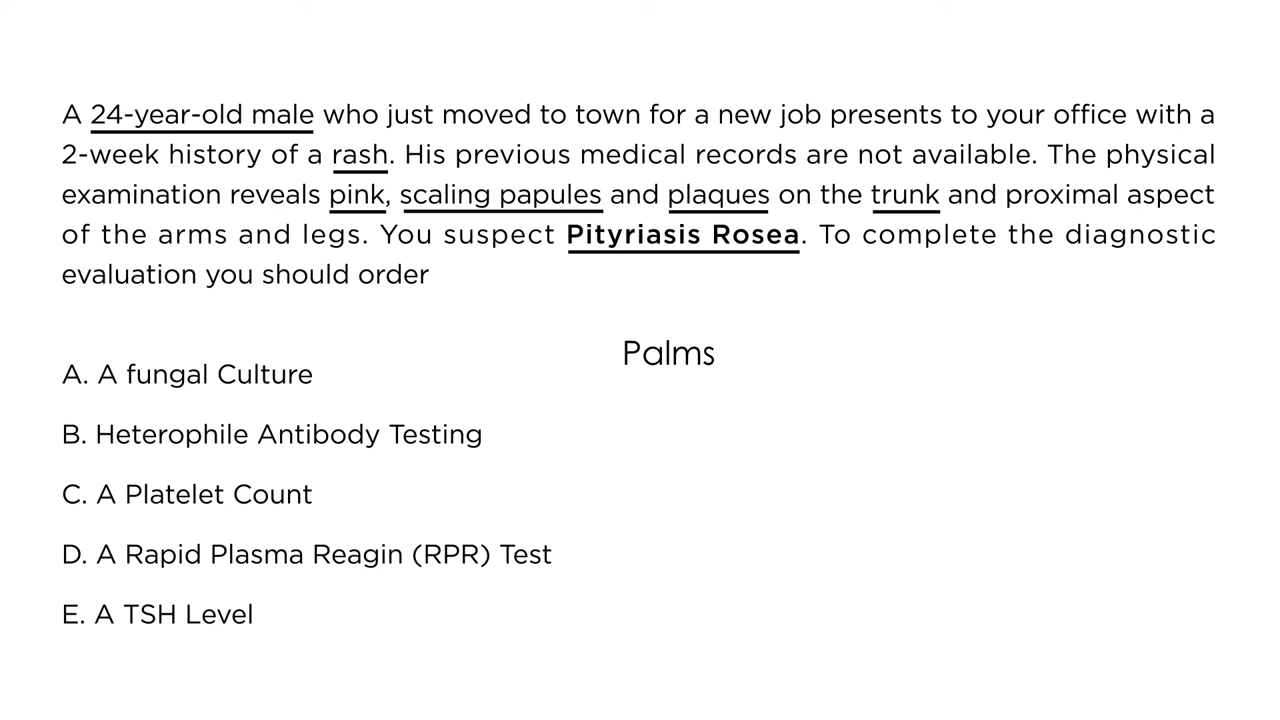 A 24-year-old male who just moved to town for a new job presents to your office with a
2-week history of a rash. His previous medical records are not available. The physical
examination reveals pink, scaling papules and plaques on the trunk and proximal aspect
of the arms and legs. You suspect Pityriasis Rosea. To complete the diagnostic
evaluation you should order
Palms
A. A fungal Culture
B. Heterophile Antibody Testing
C. A Platelet Count
D. A Rapid Plasma Reagin (RPR) Test
E. A TSH Level